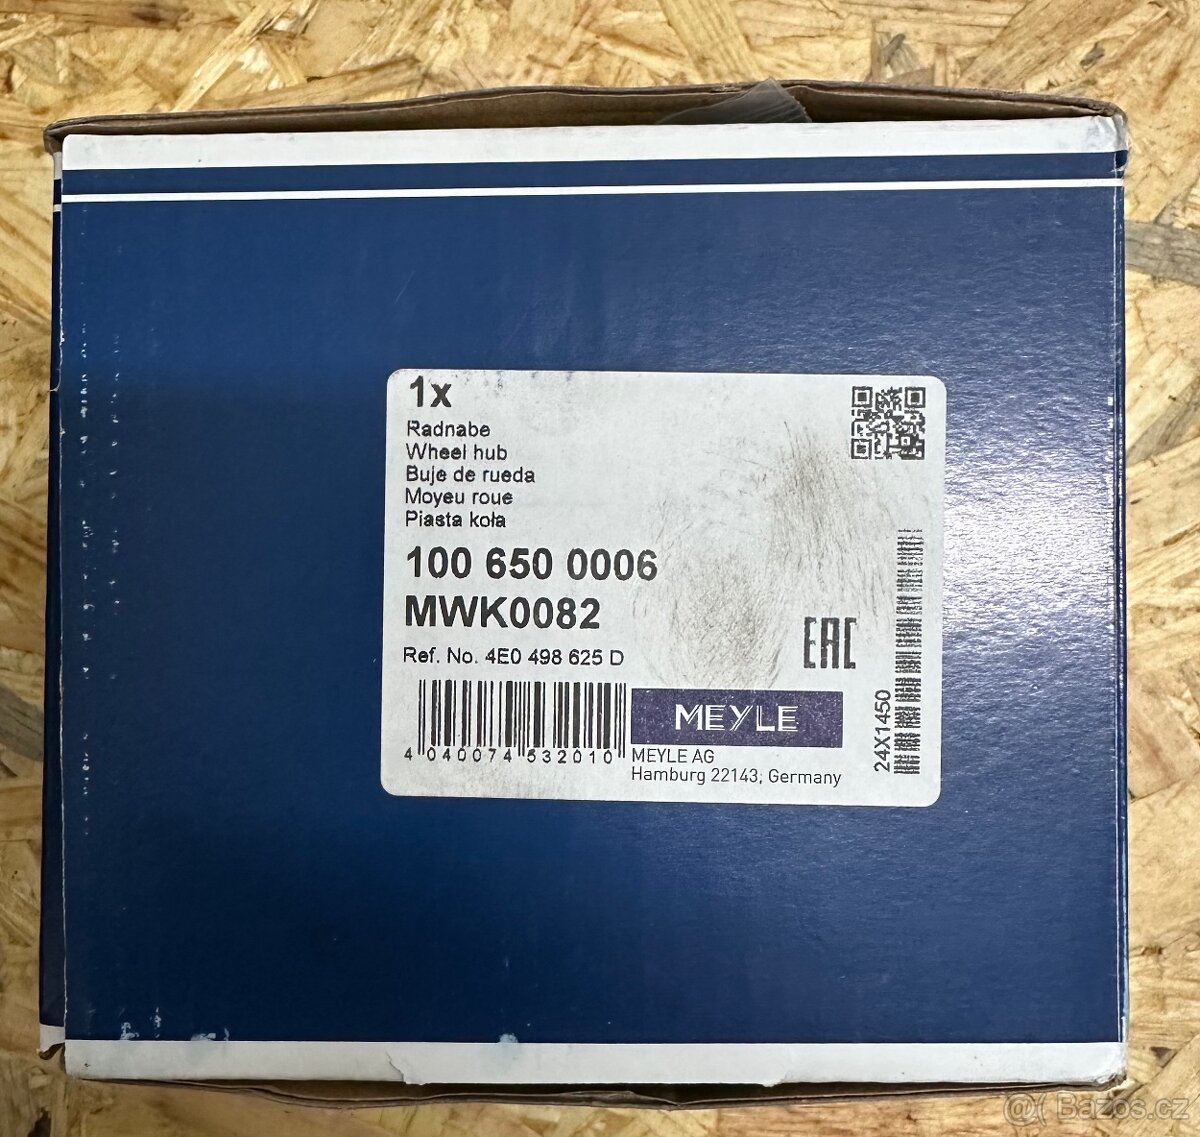 1x
Radnabe
Wheel hub
Buje de rueda
Moyeu roue
Piasta koła
100 650 0006
MWK0082
Ref. No. 4E0 498 625 D
EAC
4 040074 532010
MEYLE
MEYLE AG
Hamburg 22143, Germany
24X1450
@( Bazos.cz